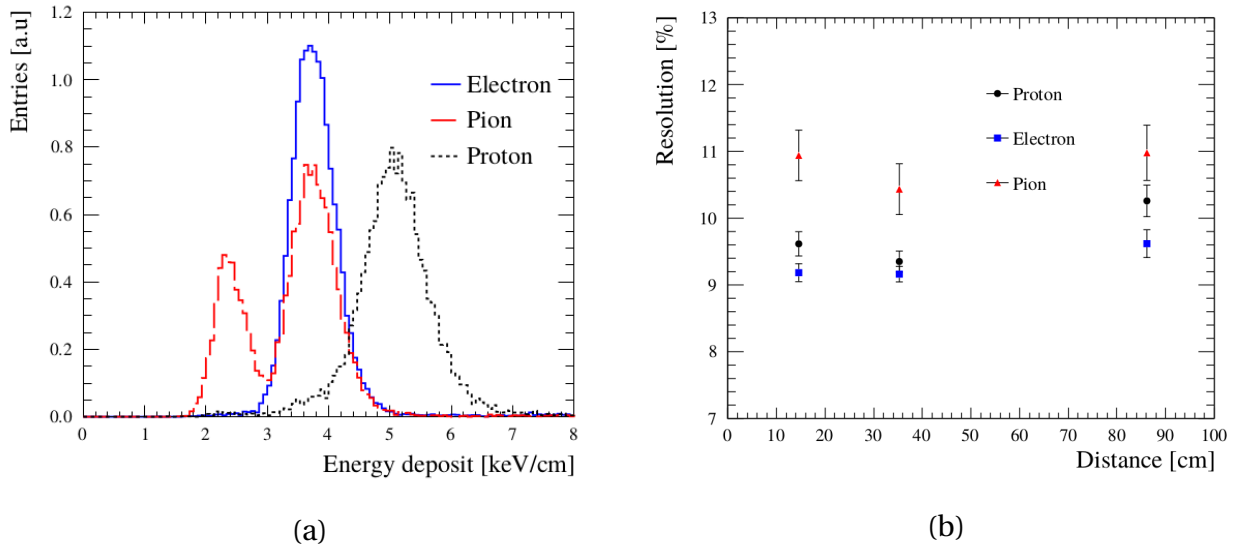 Entries [a.u]
1.2
1.0
0.8
0.6
0.4
0.2
0.0
0 1 2 3 4 5 6 7 8
Energy deposit [keV/cm]
Electron
Pion
Proton
(a)
Resolution [%]
13
12
11
10
9
8
7
0 10 20 30 40 50 60 70 80 90 100
Distance [cm]
Proton
Electron
Pion
(b)